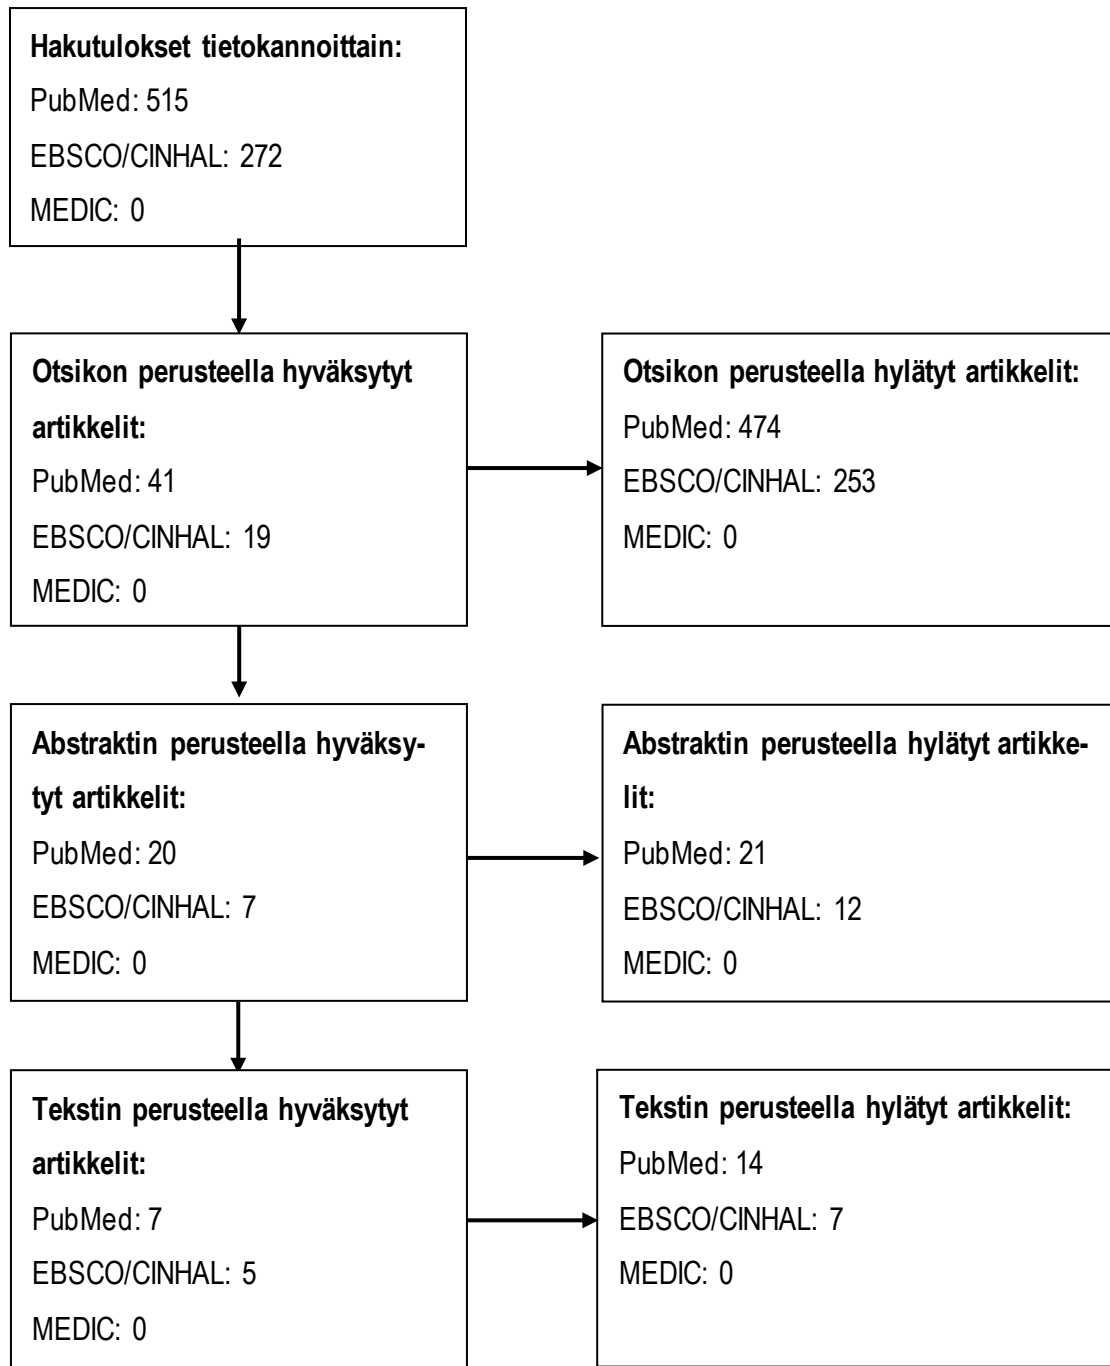 Hakutulokset tietokannoittain:
PubMed: 515
EBSCO/CINHAL: 272
MEDIC: 0
Otsikon perusteella hyväksytyt
artikkelit:
PubMed: 41
EBSCO/CINHAL: 19
MEDIC: 0
Otsikon perusteella hylätyt artikkelit:
PubMed: 474
EBSCO/CINHAL: 253
MEDIC: 0
Abstraktin perusteella hyväksy-
tyt artikkelit:
PubMed: 20
EBSCO/CINHAL: 7
MEDIC: 0
Abstraktin perusteella hylätyt artikke-
lit:
PubMed: 21
EBSCO/CINHAL: 12
MEDIC: 0
Tekstin perusteella hyväksytyt
artikkelit:
PubMed: 7
EBSCO/CINHAL: 5
MEDIC: 0
Tekstin perusteella hylätyt artikkelit:
PubMed: 14
EBSCO/CINHAL: 7
MEDIC: 0